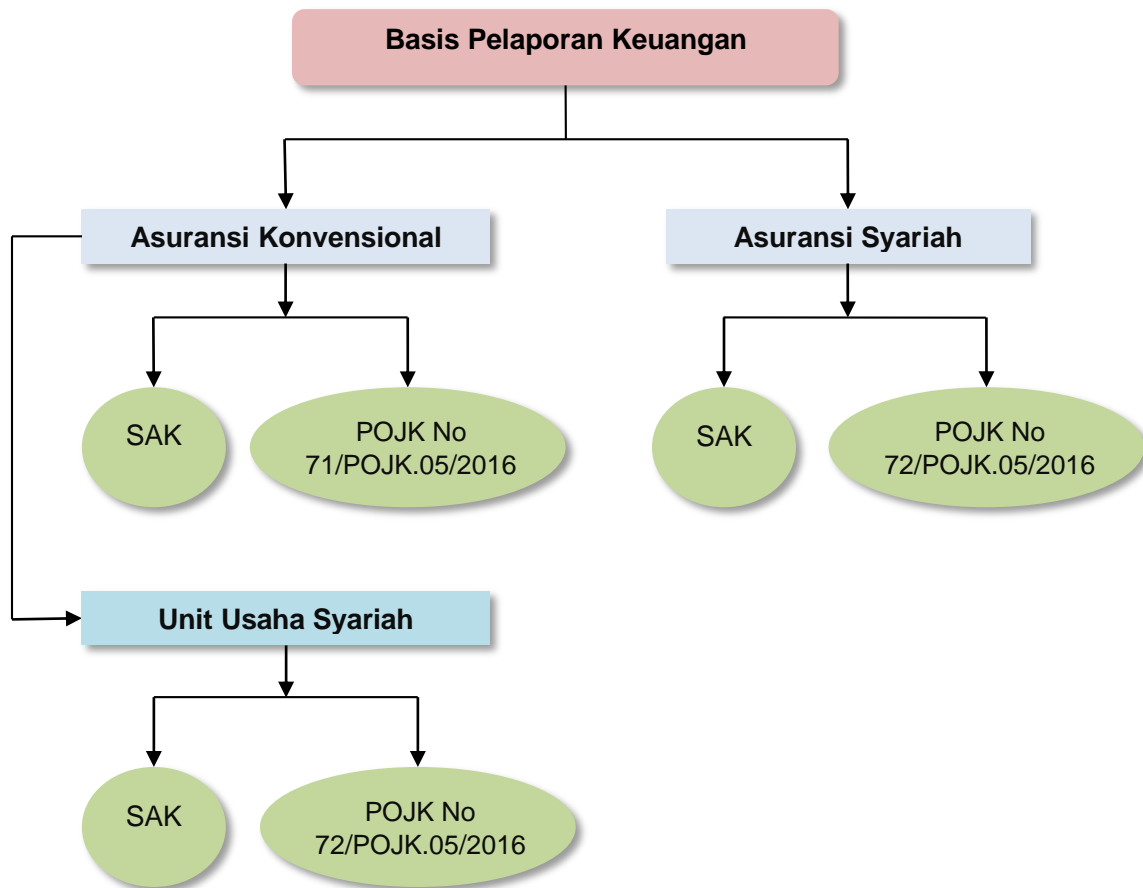 Basis Pelaporan Keuangan
Asuransi Konvensional
Asuransi Syariah
SAK
POJK No
71/POJK.05/2016
SAK
POJK No
72/POJK.05/2016
Unit Usaha Syariah
SAK
POJK No
72/POJK.05/2016